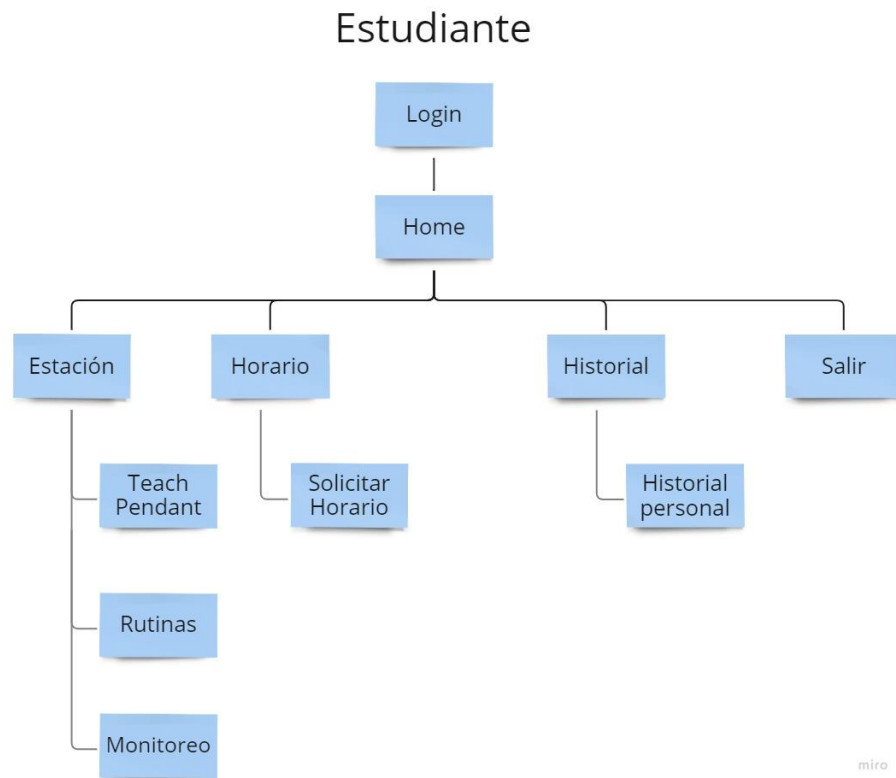 Estudiante
Login
Home
Estación
Horario
Historial
Salir
Teach
Pendant
Solicitar
Horario
Historial
personal
Rutinas
Monitoreo
miro